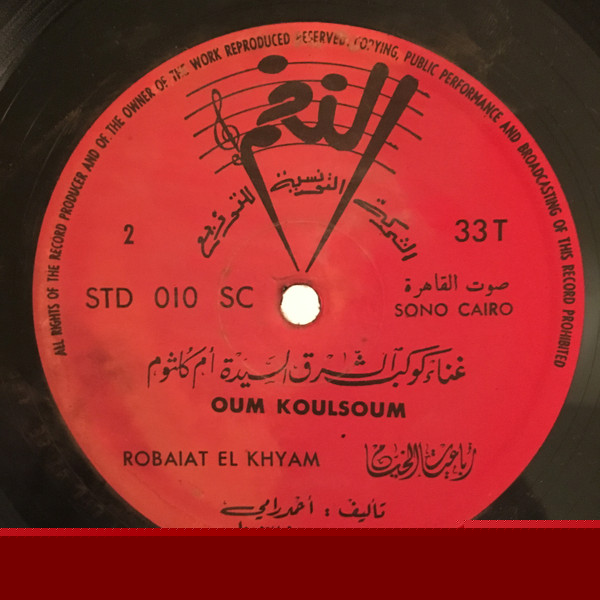 ALL RIGHTS OF THE RECORD PRODUCER AND OF THE OWNER OF THE WORK REPRODUCED RESERVED. COPYING, PUBLIC PERFORMANCE AND BROADCASTING OF THIS RECORD PROHIBITED
النغم
الشركة التونسية للتوزيع
2
33 T
STD 010 SC
صوت القاهرة
SONO CAIRO
غناء كوكب الشرق السيدة أم كلثوم
OUM KOULSOUM
ROBAIAT EL KHYAM
رباعيات الخيام
تأليف : أحمد رامي